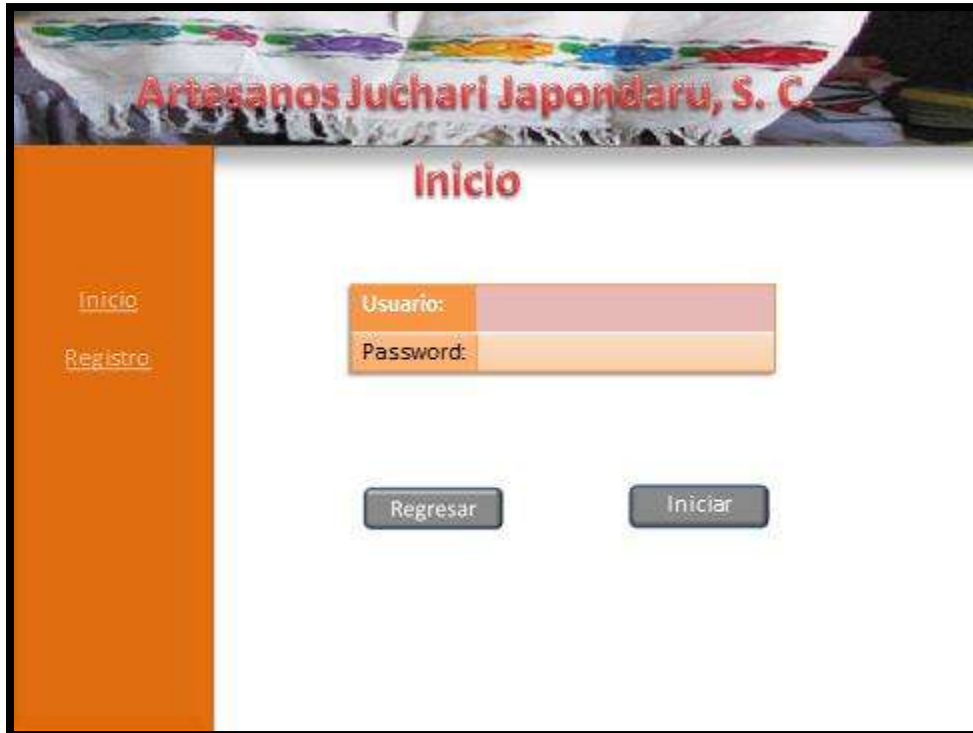 Artesanos Juchari Japondaru, S. C.
Inicio
Inicio
Registro
Usuario:
Password:
Regresar
Iniciar